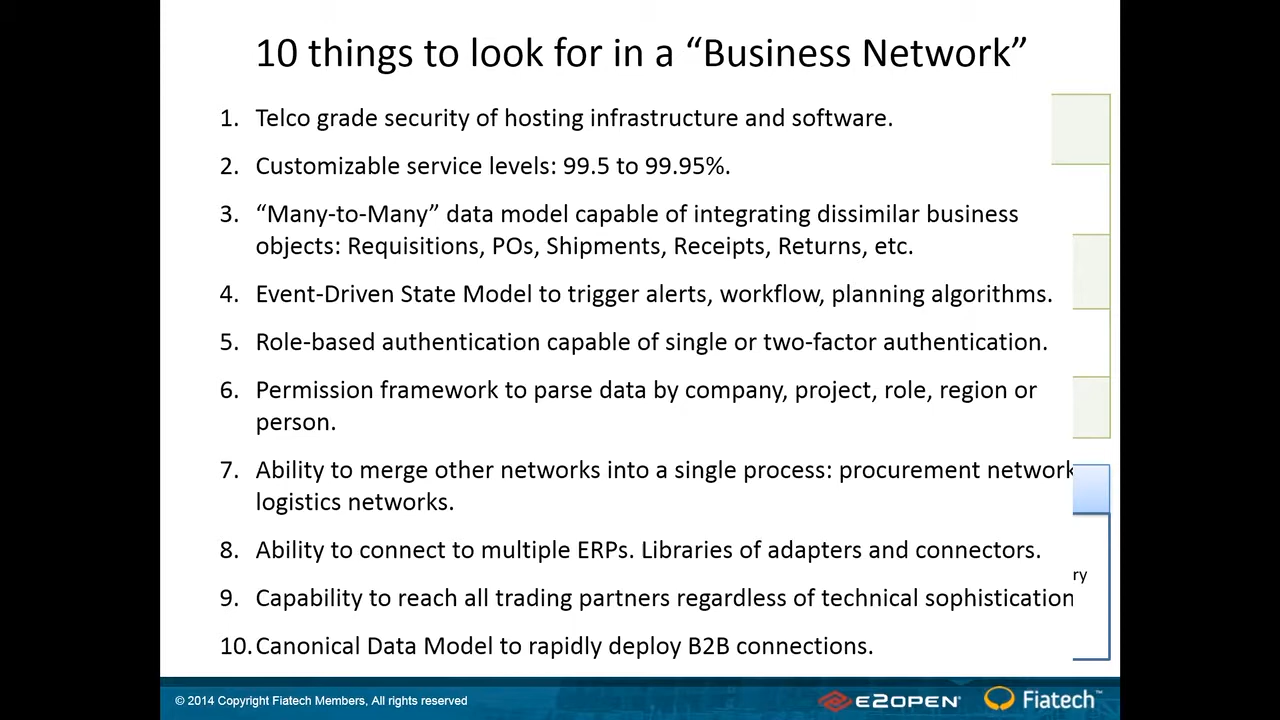 10 things to look for in a “Business Network”
1. Telco grade security of hosting infrastructure and software.
2. Customizable service levels: 99.5 to 99.95%.
3. “Many-to-Many” data model capable of integrating dissimilar business
objects: Requisitions, POs, Shipments, Receipts, Returns, etc.
4. Event-Driven State Model to trigger alerts, workflow, planning algorithms.
5. Role-based authentication capable of single or two-factor authentication.
6. Permission framework to parse data by company, project, role, region or
person.
7. Ability to merge other networks into a single process: procurement network
logistics networks.
8. Ability to connect to multiple ERPs. Libraries of adapters and connectors.
ry
9. Capability to reach all trading partners regardless of technical sophistication
10. Canonical Data Model to rapidly deploy B2B connections.
© 2014 Copyright Fiatech Members, All rights reserved
E2OPEN
Fiatech™